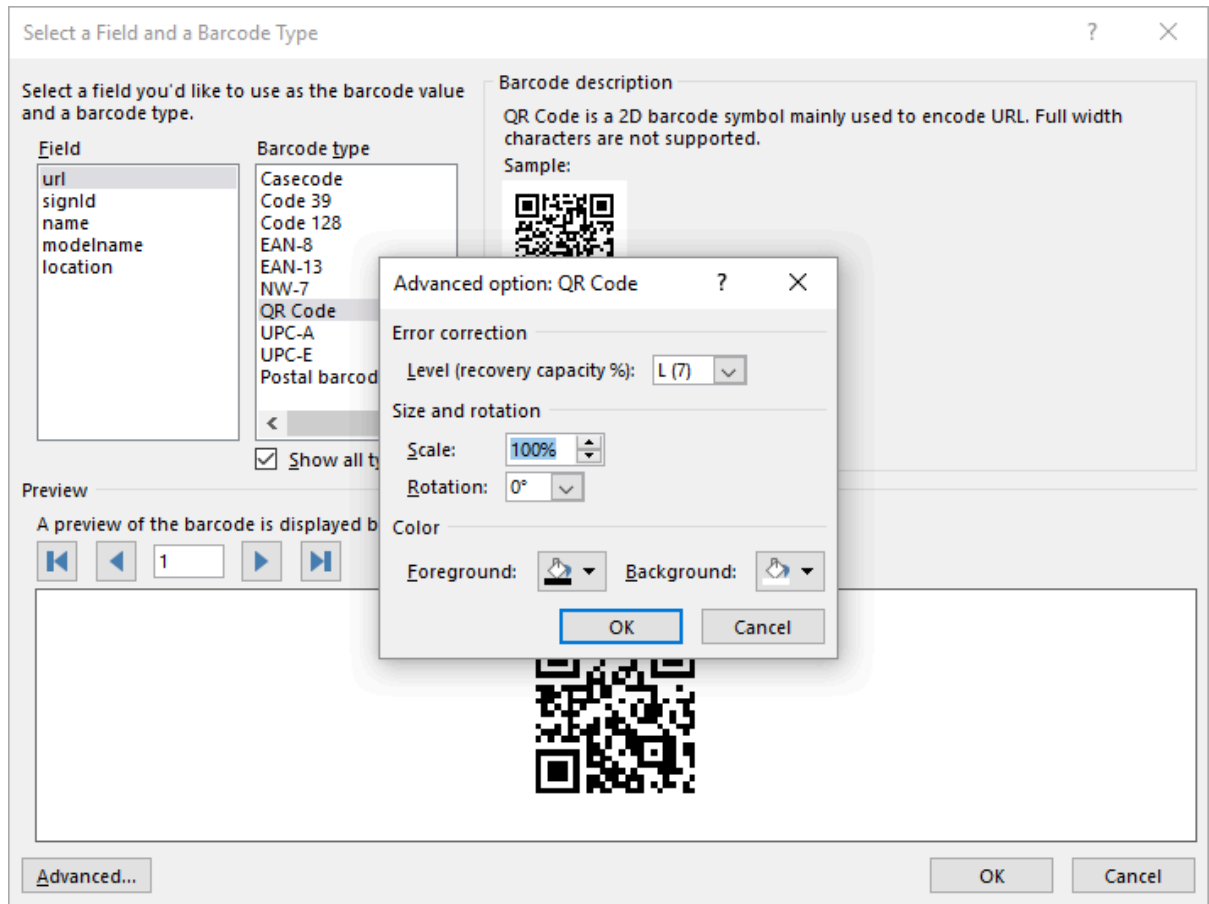 Select a Field and a Barcode Type
?
Select a field you'd like to use as the barcode value
and a barcode type.
Field
url
signId
name
modelname
location
Barcode type
Casecode
Code 39
Code 128
EAN-8
EAN-13
NW-7
QR Code
UPC-A
UPC-E
Postal barcod
Show all ty
Barcode description
QR Code is a 2D barcode symbol mainly used to encode URL. Full width
characters are not supported.
Sample:
Advanced option: QR Code
?
Error correction
Level (recovery capacity %): L (7)
Size and rotation
Scale: 100%
Rotation: 0°
Color
Foreground: Background:
OK Cancel
Preview
A preview of the barcode is displayed b
1
Advanced...
OK Cancel